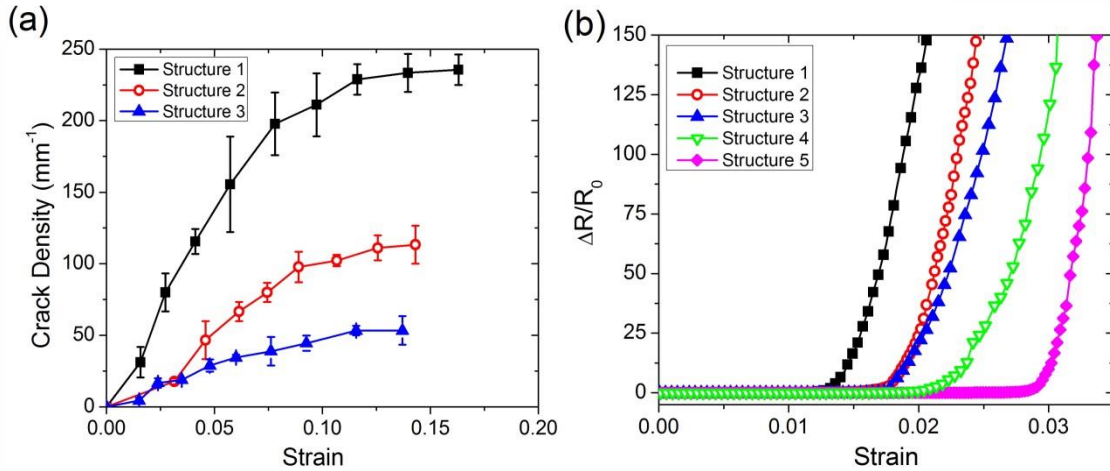 (a)
250
200
150
100
50
0
Crack Density (mm⁻¹)
Structure 1
Structure 2
Structure 3
0.00
0.05
0.10
0.15
0.20
Strain
(b)
150
125
100
75
50
25
0
ΔR/R₀
Structure 1
Structure 2
Structure 3
Structure 4
Structure 5
0.00
0.01
0.02
0.03
Strain